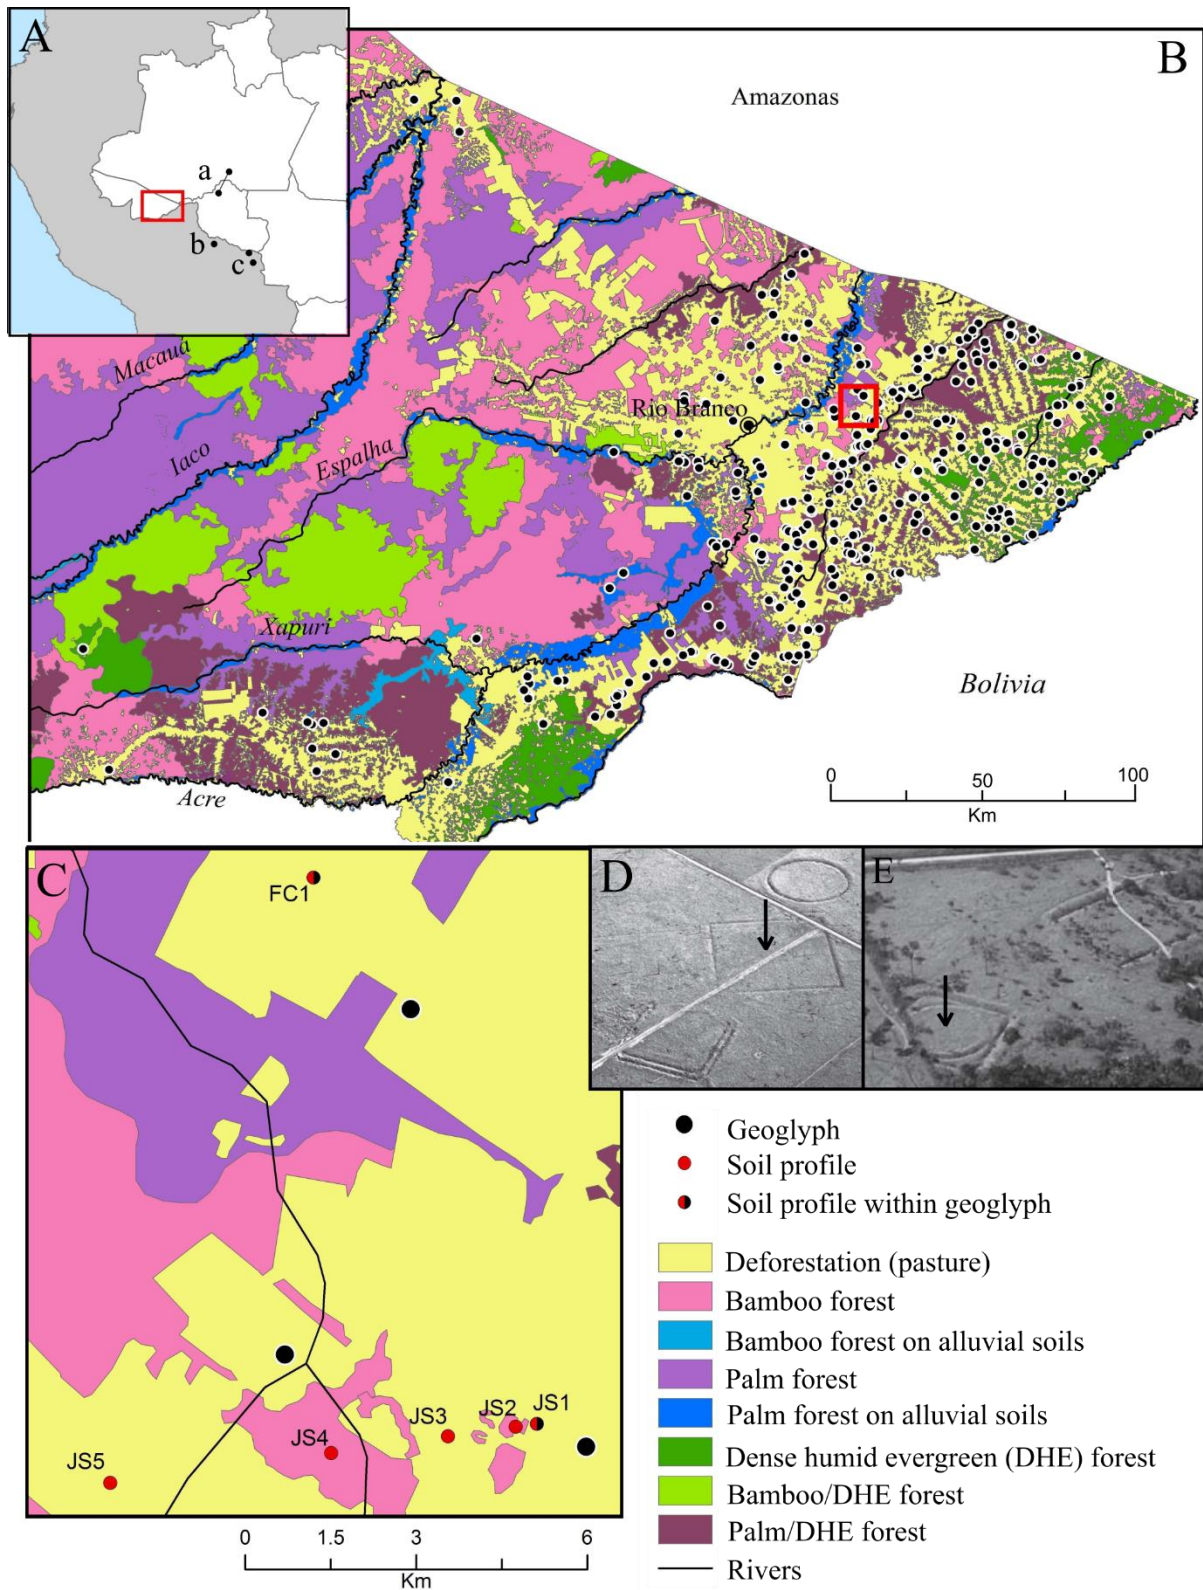 A
a
b
c
B
Amazonas
Macauã
Rio Branco
Iaco
Espalha
Xapuri
Bolivia
Acre
0 50 100
Km
C
FC1
JS1
JS2
JS3
JS4
JS5
0 1.5 3 6
Km
D
E
Geoglyph
Soil profile
Soil profile within geoglyph
Deforestation (pasture)
Bamboo forest
Bamboo forest on alluvial soils
Palm forest
Palm forest on alluvial soils
Dense humid evergreen (DHE) forest
Bamboo/DHE forest
Palm/DHE forest
Rivers